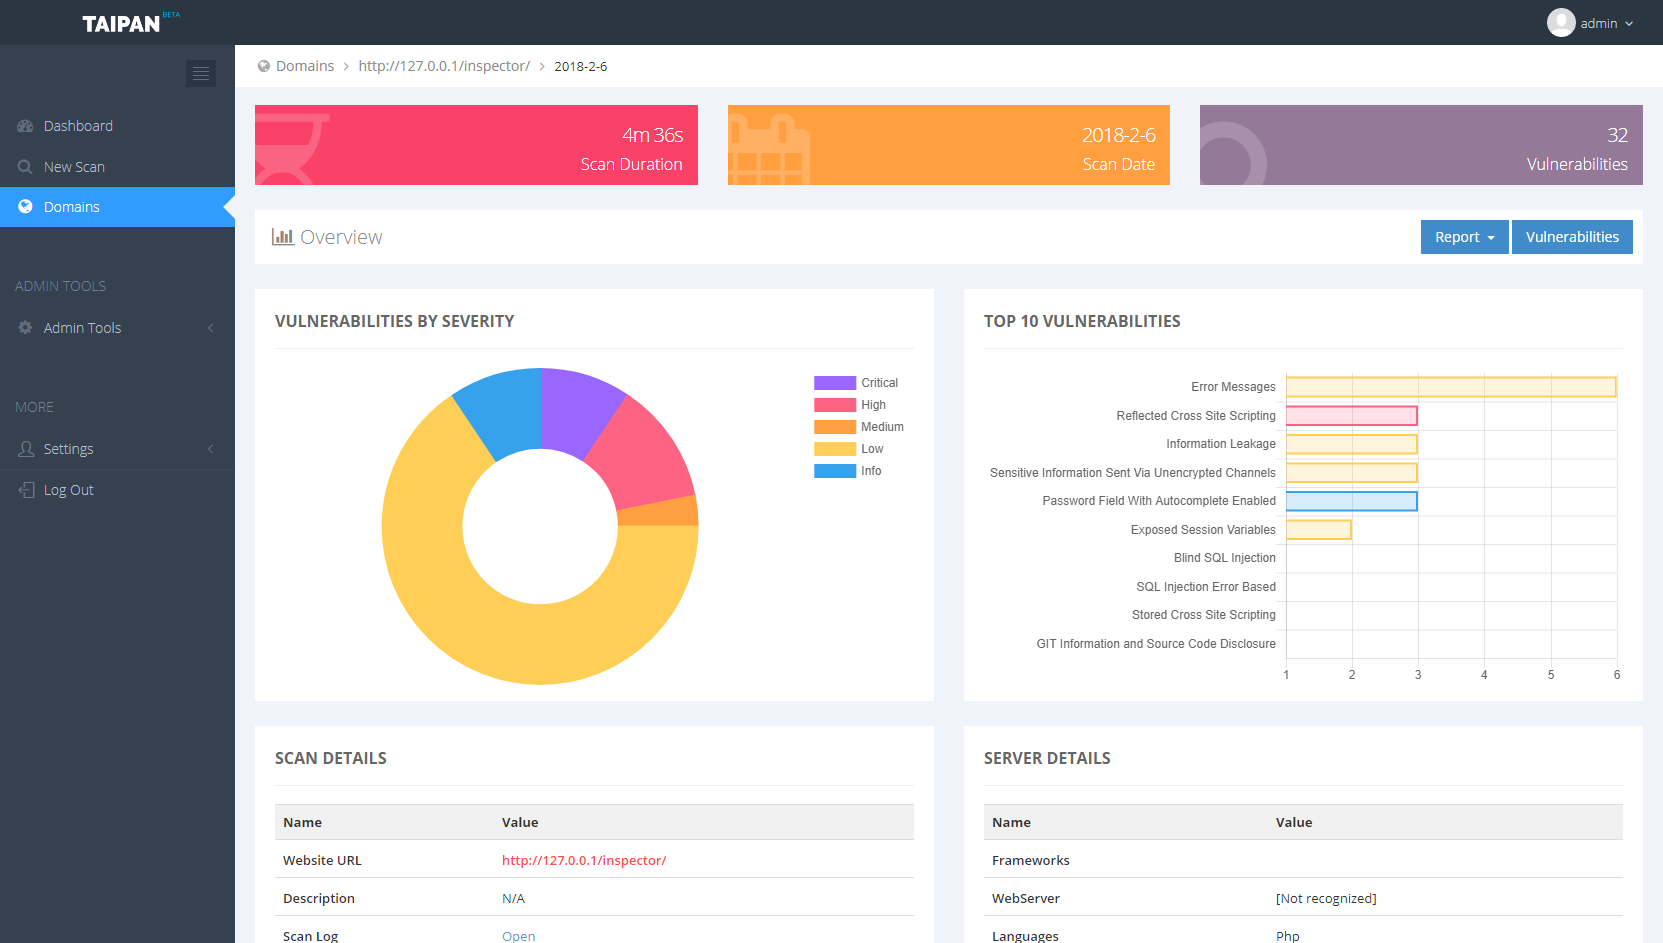 TAIPAN BETA
admin
Domains > http://127.0.0.1/inspector/ > 2018-2-6
Dashboard
New Scan
Domains
ADMIN TOOLS
Admin Tools
MORE
Settings
Log Out
4m 36s
Scan Duration
2018-2-6
Scan Date
32
Vulnerabilities
Overview
Report
Vulnerabilities
VULNERABILITIES BY SEVERITY
Critical
High
Medium
Low
Info
TOP 10 VULNERABILITIES
Error Messages
Reflected Cross Site Scripting
Information Leakage
Sensitive Information Sent Via Unencrypted Channels
Password Field With Autocomplete Enabled
Exposed Session Variables
Blind SQL Injection
SQL Injection Error Based
Stored Cross Site Scripting
GIT Information and Source Code Disclosure
1 2 3 4 5 6
SCAN DETAILS
Name Value
Website URL http://127.0.0.1/inspector/
Description N/A
Scan Log Open
SERVER DETAILS
Name Value
Frameworks
WebServer [Not recognized]
Languages Php